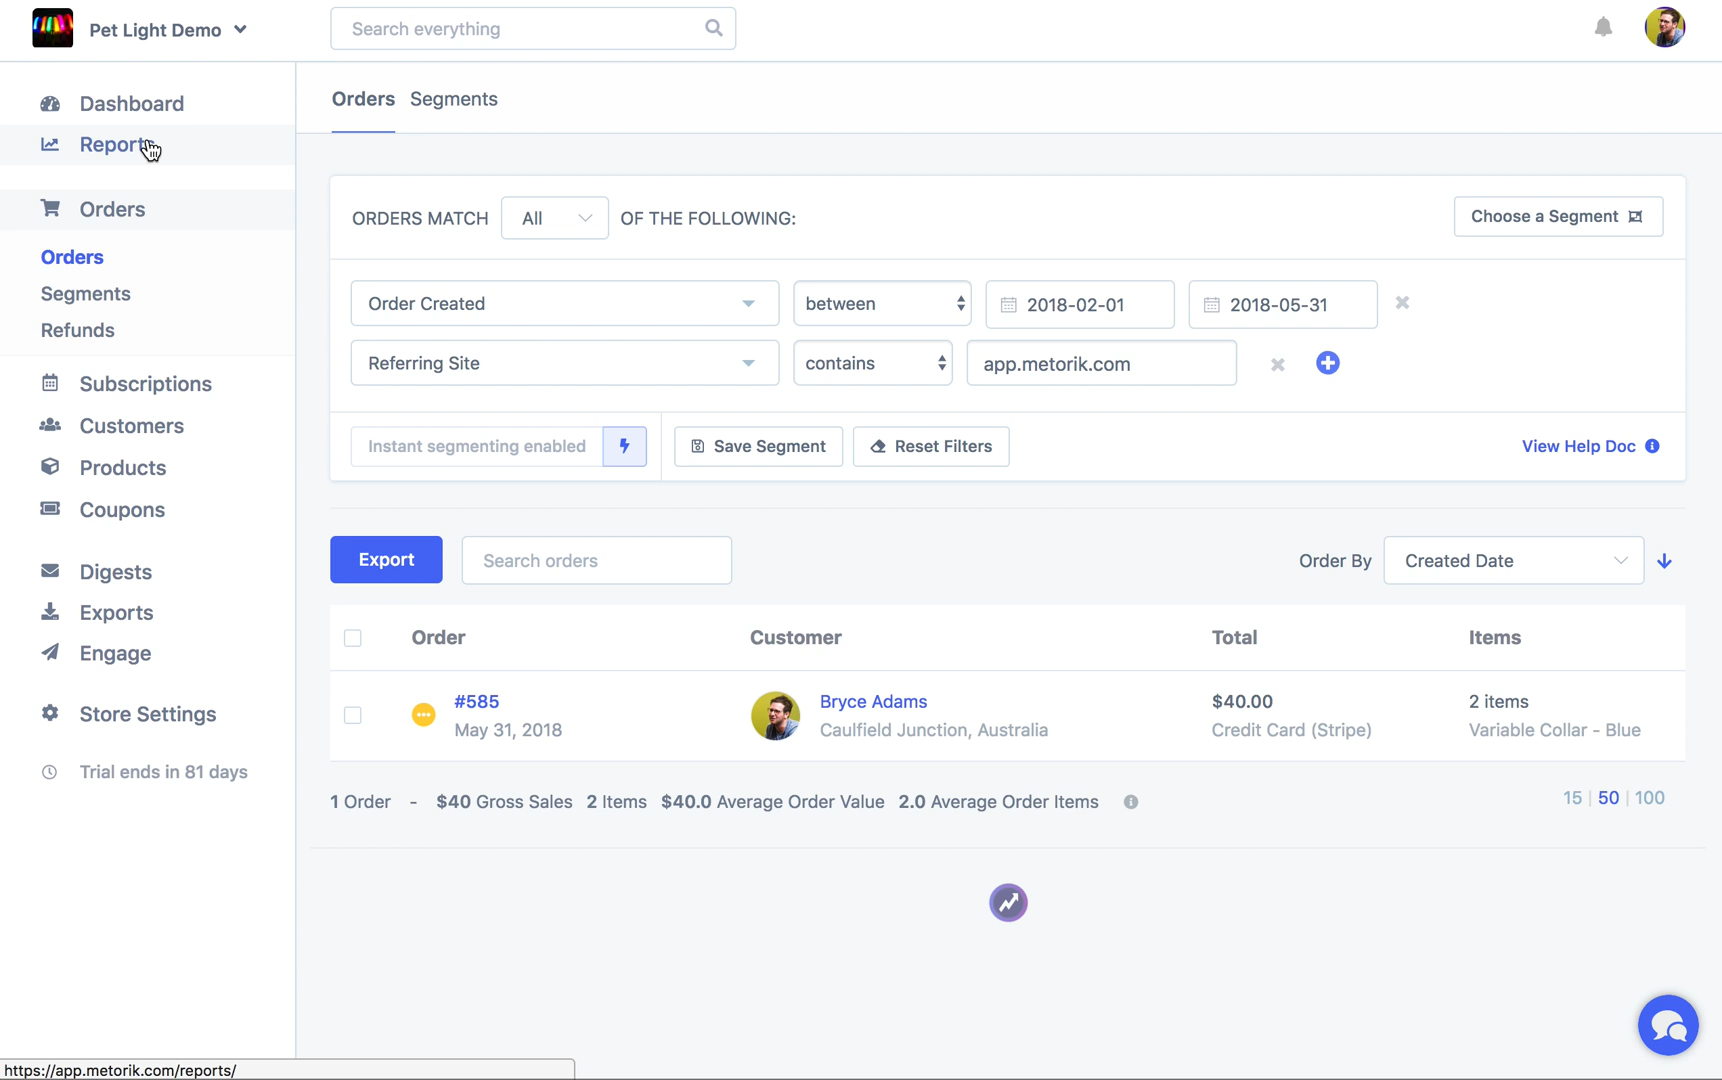 Pet Light Demo
Search everything
Dashboard
Report
Orders
Orders
Segments
Refunds
Subscriptions
Customers
Products
Coupons
Digests
Exports
Engage
Store Settings
Trial ends in 81 days
https://app.metorik.com/reports/
Orders Segments
ORDERS MATCH All OF THE FOLLOWING:
Choose a Segment
Order Created between 2018-02-01 2018-05-31
Referring Site contains app.metorik.com
Instant segmenting enabled Save Segment Reset Filters View Help Doc
Export Search orders Order By Created Date
Order Customer Total Items
#585 Bryce Adams $40.00 2 items
May 31, 2018 Caulfield Junction, Australia Credit Card (Stripe) Variable Collar - Blue
1 Order - $40 Gross Sales 2 Items $40.0 Average Order Value 2.0 Average Order Items
15 | 50 | 100